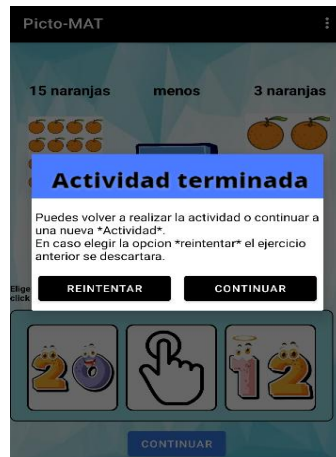 Picto-MAT
15 naranjas menos 3 naranjas
Actividad terminada
Puedes volver a realizar la actividad o continuar a
una nueva *Actividad*.
En caso elegir la opcion *reintentar* el ejercicio
anterior se descartara.
Elige
click
REINTENTAR CONTINUAR
20 12
CONTINUAR